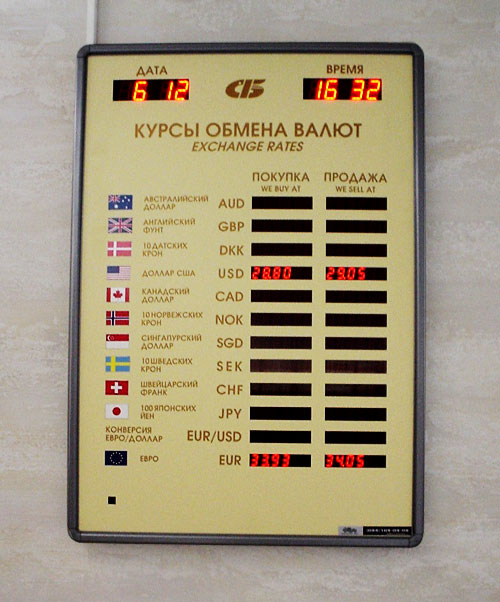 ДАТА ВРЕМЯ
6 12 СБ 16 32
КУРСЫ ОБМЕНА ВАЛЮТ
EXCHANGE RATES
ПОКУПКА ПРОДАЖА
WE BUY AT WE SELL AT
АВСТРАЛИЙСКИЙ
ДОЛЛАР AUD
АНГЛИЙСКИЙ
ФУНТ GBP
10 ДАТСКИХ
КРОН DKK
ДОЛЛАР США USD 28.80 29.05
КАНАДСКИЙ
ДОЛЛАР CAD
10 НОРВЕЖСКИХ
КРОН NOK
СИНГАПУРСКИЙ
ДОЛЛАР SGD
10 ШВЕДСКИХ
КРОН SEK
ШВЕЙЦАРСКИЙ
ФРАНК CHF
100 ЯПОНСКИХ
ЙЕН JPY
КОНВЕРСИЯ
ЕВРО/ДОЛЛАР EUR/USD
ЕВРО EUR 33.93 34.05